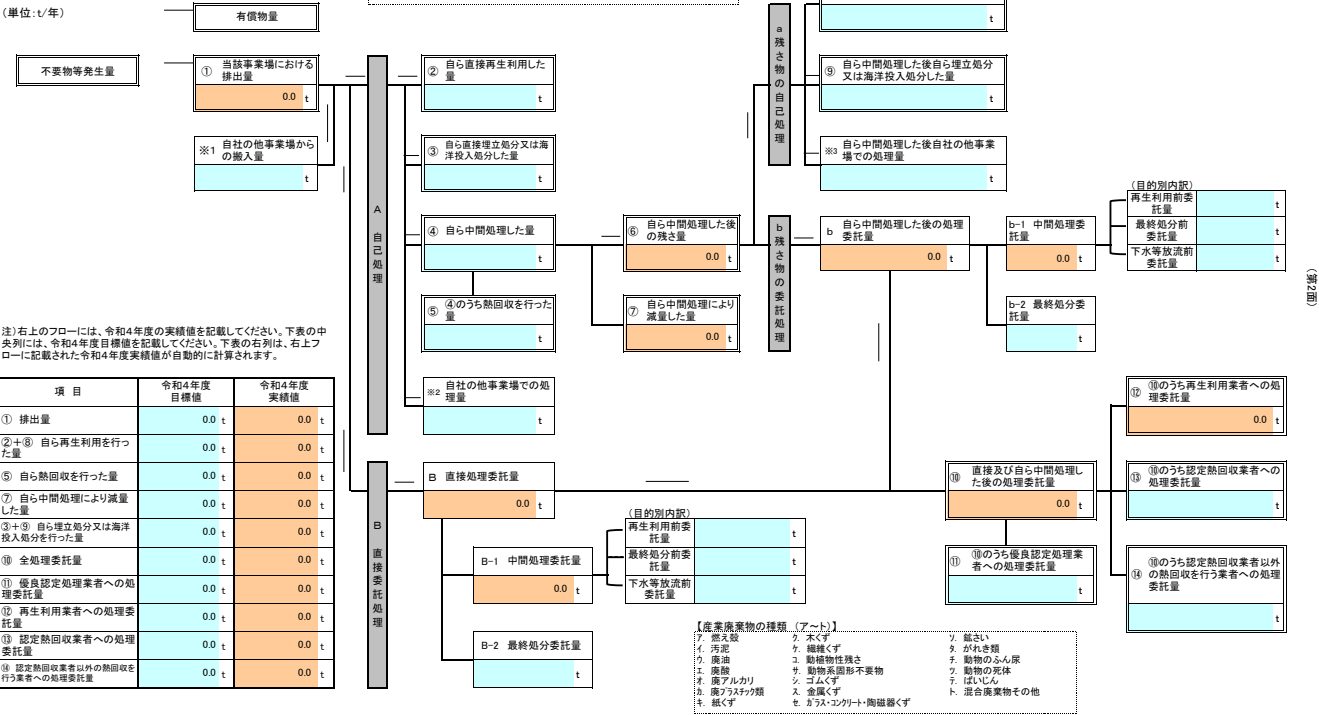 （単位:t/年）
有償物量
t
不要物等発生量
① 当該事業場における
排出量
0.0 t
※1 自社の他事業場から
の搬入量
t
A 自己処理
② 自ら直接再生利用した
量
t
③ 自ら直接埋立処分又は海
洋投入処分した量
t
④ 自ら中間処理した量
t
⑤ ④のうち熱回収を行った
量
t
※2 自社の他事業場での処
理量
t
⑥ 自ら中間処理した後
の残さ量
0.0 t
⑦ 自ら中間処理により
減量した量
0.0 t
a 残さ物の自己処理
⑨ 自ら中間処理した後自ら埋立処分
又は海洋投入処分した量
t
※3 自ら中間処理した後自社の他事業
場での処理量
t
b 残さ物の委託処理
b 自ら中間処理した後の処理
委託量
0.0 t
b-1 中間処理委
託量
0.0 t
b-2 最終処分委
託量
t
（目的別内訳）
再生利用前委
託量 t
最終処分前
委託量 t
下水等放流前
委託量 t
（第2面）
注）右上のフローには、令和4年度の実績値を記載してください。下表の中
央列には、令和4年度目標値を記載してください。下表の右列は、右上フ
ローに記載された令和4年度実績値が自動的に計算されます。
項 目 令和4年度
目標値 令和4年度
実績値
① 排出量 0.0 t 0.0 t
②+⑧ 自ら再生利用を行っ
た量 0.0 t 0.0 t
⑤ 自ら熱回収を行った量 0.0 t 0.0 t
⑦ 自ら中間処理により減量
した量 0.0 t 0.0 t
③+⑨ 自ら埋立処分又は海洋
投入処分を行った量 0.0 t 0.0 t
⑩ 全処理委託量 0.0 t 0.0 t
⑪ 優良認定処理業者への処
理委託量 0.0 t 0.0 t
⑫ 再生利用業者への処理委
託量 0.0 t 0.0 t
⑬ 認定熱回収業者への処理
委託量 0.0 t 0.0 t
⑭ 認定熱回収業者以外の熱回収を
行う業者への処理委託量 0.0 t 0.0 t
B 直接委託処理
B 直接処理委託量
0.0 t
B-1 中間処理委託量
0.0 t
B-2 最終処分委託量
t
（目的別内訳）
再生利用前委
託量 t
最終処分前委
託量 t
下水等放流前
委託量 t
⑩ 直接及び自ら中間処理し
た後の処理委託量
0.0 t
⑪ ⑩のうち優良認定処理業
者への処理委託量
t
⑫ ⑩のうち再生利用業者への処
理委託量
0.0 t
⑬ ⑩のうち認定熱回収業者への
処理委託量
t
⑭ ⑩のうち認定熱回収業者以外
の熱回収を行う業者への処理
委託量
t
【産業廃棄物の種類 （ア～ト）】
ア. 燃え殻 ク. 木くず ソ. 鉱さい
イ. 汚泥 ケ. 繊維くず タ. がれき類
ウ. 廃油 コ. 動植物性残さ チ. 動物のふん尿
エ. 廃酸 サ. 動物系固形不要物 ツ. 動物の死体
オ. 廃アルカリ シ. ゴムくず テ. ばいじん
カ. 廃プラスチック類 ス. 金属くず ト. 混合廃棄物その他
キ. 紙くず セ. ガラス・コンクリート・陶磁器くず